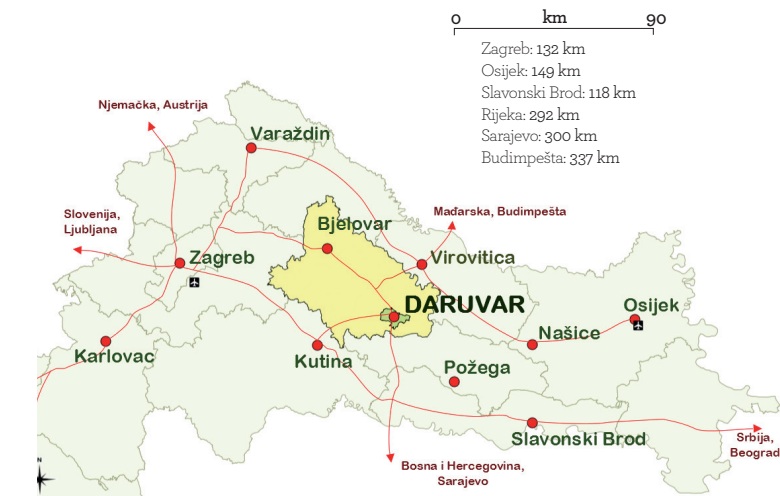 0 km 90
Zagreb: 132 km
Osijek: 149 km
Slavonski Brod: 118 km
Rijeka: 292 km
Sarajevo: 300 km
Budimpešta: 337 km
Njemačka, Austrija
Varaždin
Slovenija,
Ljubljana
Mađarska, Budimpešta
Bjelovar
Zagreb
Virovitica
DARUVAR
Osijek
Našice
Karlovac
Kutina
Požega
Slavonski Brod
Srbija,
Beograd
Bosna i Hercegovina,
Sarajevo
N